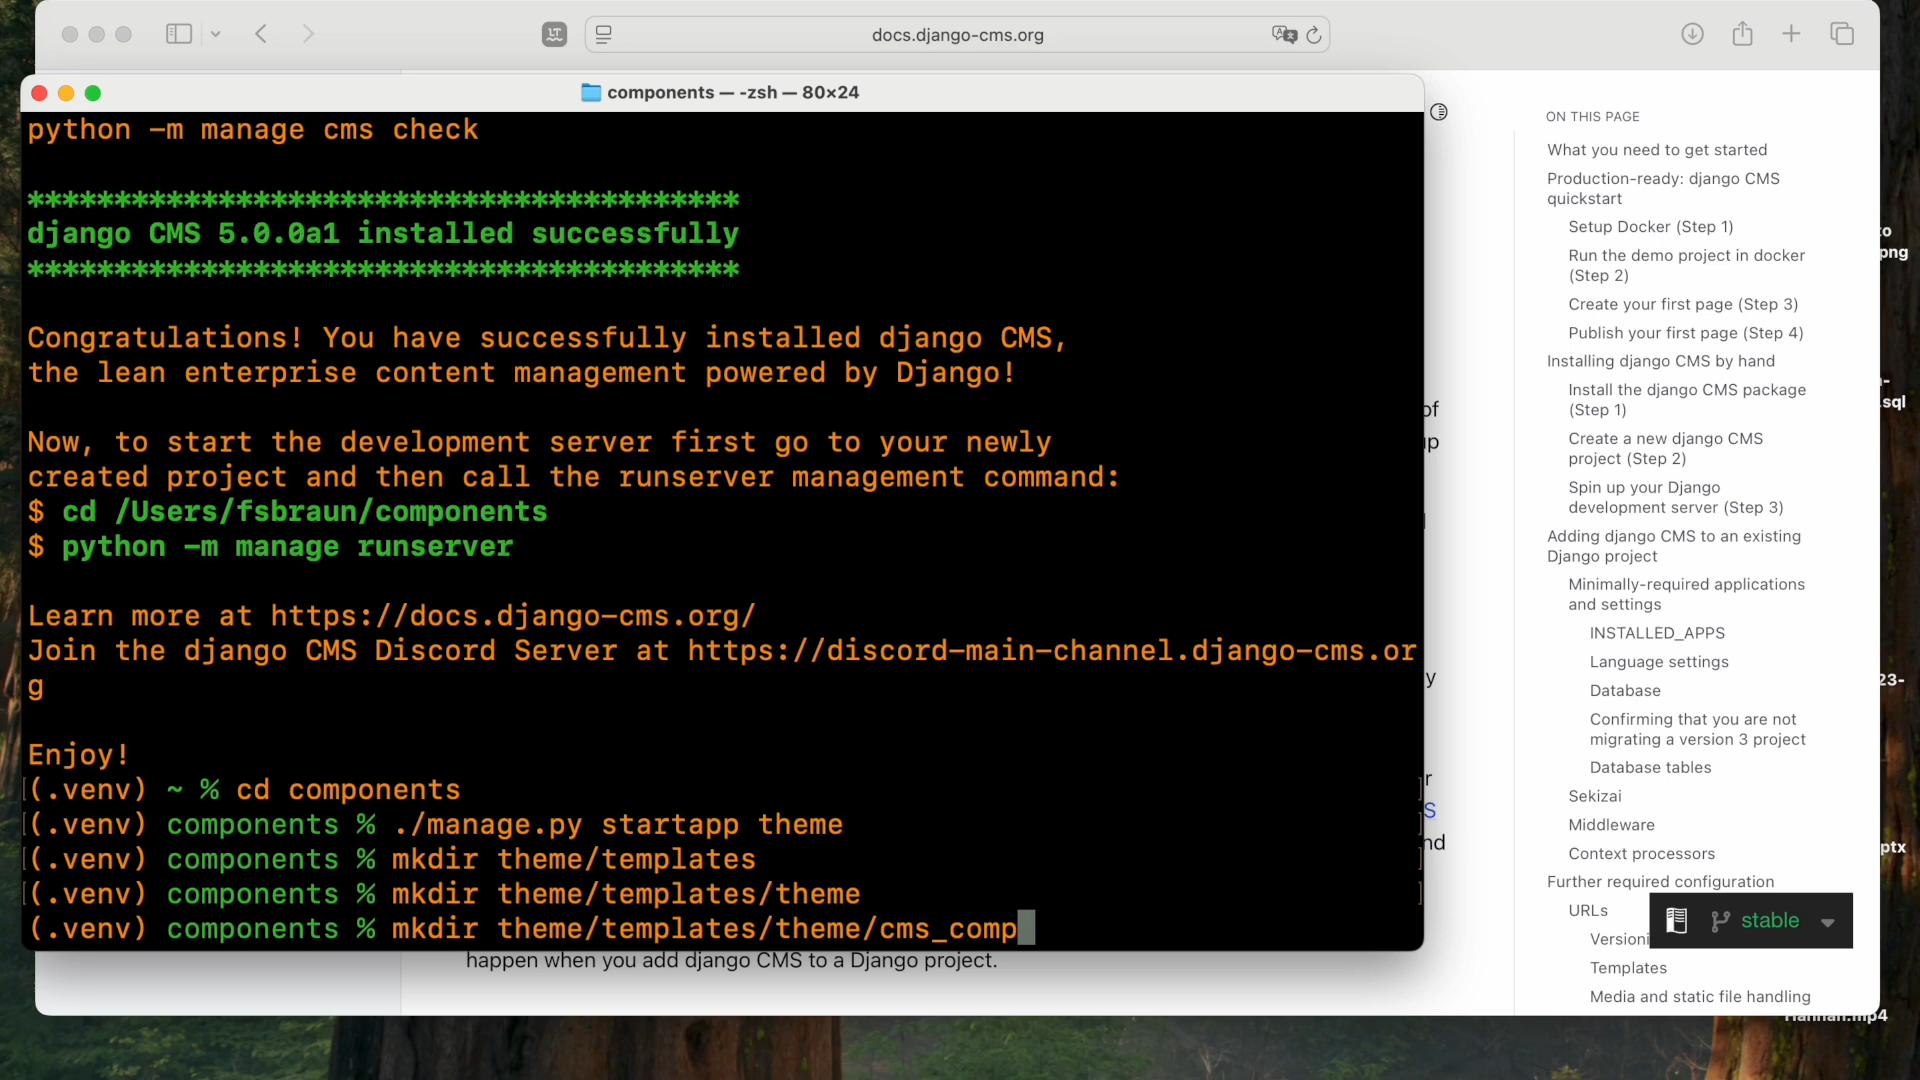 docs.django-cms.org
components — -zsh — 80×24
python -m manage cms check
*****************************************
django CMS 5.0.0a1 installed successfully
*****************************************
Congratulations! You have successfully installed django CMS,
the lean enterprise content management powered by Django!
Now, to start the development server first go to your newly
created project and then call the runserver management command:
$ cd /Users/fsbraun/components
$ python -m manage runserver
Learn more at https://docs.django-cms.org/
Join the django CMS Discord Server at https://discord-main-channel.django-cms.or
g
Enjoy!
(.venv) ~ % cd components
(.venv) components % ./manage.py startapp theme
(.venv) components % mkdir theme/templates
(.venv) components % mkdir theme/templates/theme
(.venv) components % mkdir theme/templates/theme/cms_comp
happen when you add django CMS to a Django project.
ON THIS PAGE
What you need to get started
Production-ready: django CMS
quickstart
Setup Docker (Step 1)
Run the demo project in docker
(Step 2)
Create your first page (Step 3)
Publish your first page (Step 4)
Installing django CMS by hand
Install the django CMS package
(Step 1)
Create a new django CMS
project (Step 2)
Spin up your Django
development server (Step 3)
Adding django CMS to an existing
Django project
Minimally-required applications
and settings
INSTALLED_APPS
Language settings
Database
Confirming that you are not
migrating a version 3 project
Database tables
Sekizai
Middleware
Context processors
Further required configuration
URLs
Versioni
stable
Templates
Media and static file handling
png
.sql
23-
ptx